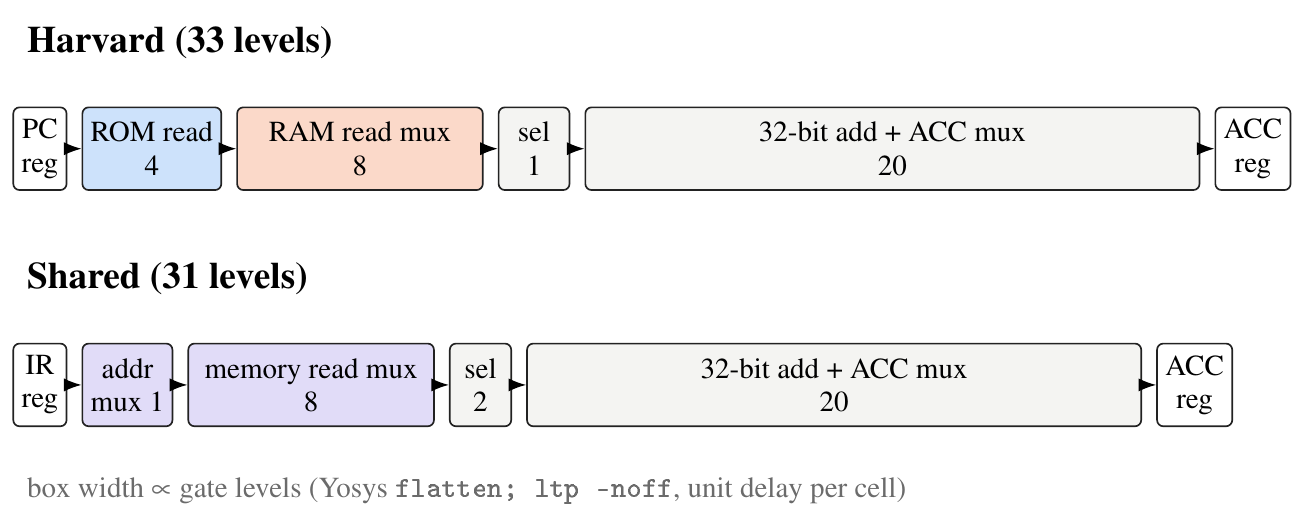 Harvard (33 levels)
PC
reg
ROM read
4
RAM read mux
8
sel
1
32-bit add + ACC mux
20
ACC
reg
Shared (31 levels)
IR
reg
addr
mux 1
memory read mux
8
sel
2
32-bit add + ACC mux
20
ACC
reg
box width ∝ gate levels (Yosys flatten; ltp -noff, unit delay per cell)